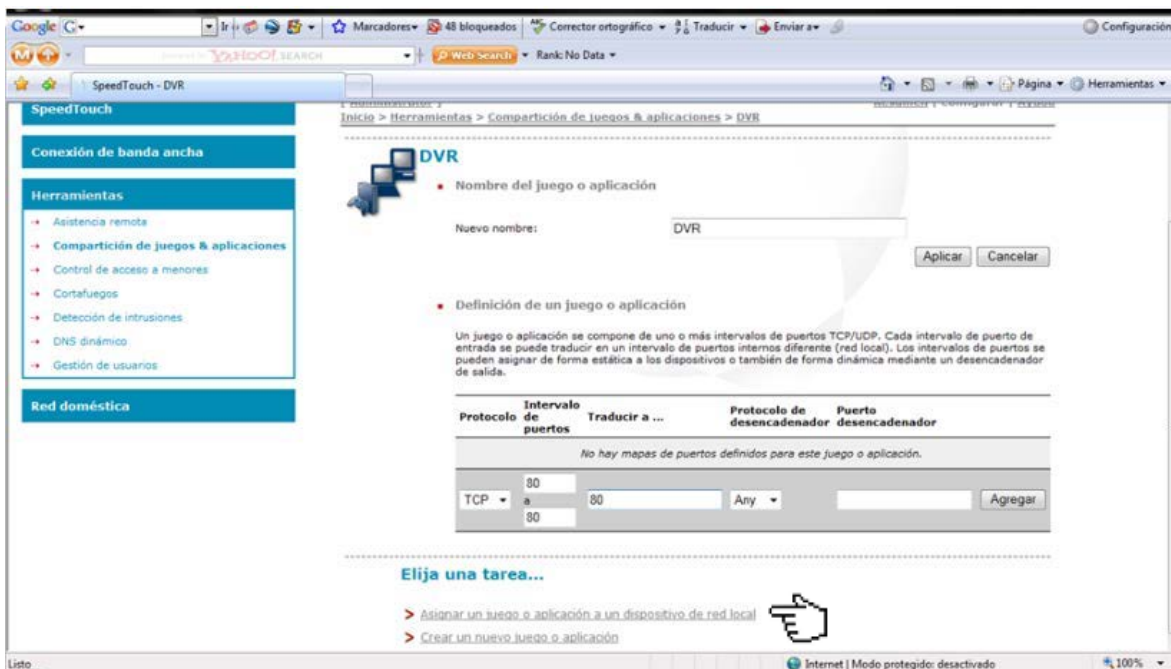 Google G Ir Marcadores 48 bloqueados Corrector ortográfico Traducir Enviar a Configuración
YAHOO! SEARCH Web Search Rank: No Data
SpeedTouch - DVR Página Herramientas
SpeedTouch
Inicio > Herramientas > Compartición de juegos & aplicaciones > DVR
Conexión de banda ancha
Herramientas
Asistencia remota
Compartición de juegos & aplicaciones
Control de acceso a menores
Cortafuegos
Detección de intrusiones
DNS dinámico
Gestión de usuarios
Red doméstica
DVR
Nombre del juego o aplicación
Nuevo nombre: DVR
Aplicar Cancelar
Definición de un juego o aplicación
Un juego o aplicación se compone de uno o más intervalos de puertos TCP/UDP. Cada intervalo de puerto de
entrada se puede traducir en un intervalo de puertos internos diferente (red local). Los intervalos de puertos se
pueden asignar de forma estática a los dispositivos o también de forma dinámica mediante un desencadenador
de salida.
Protocolo Intervalo de puertos Traducir a ... Protocolo de desencadenador Puerto desencadenador
No hay mapas de puertos definidos para este juego o aplicación.
TCP 80 a 80 80 Any Agregar
Elija una tarea...
> Asignar un juego o aplicación a un dispositivo de red local
> Crear un nuevo juego o aplicación
Listo Internet | Modo protegido: desactivado 100%